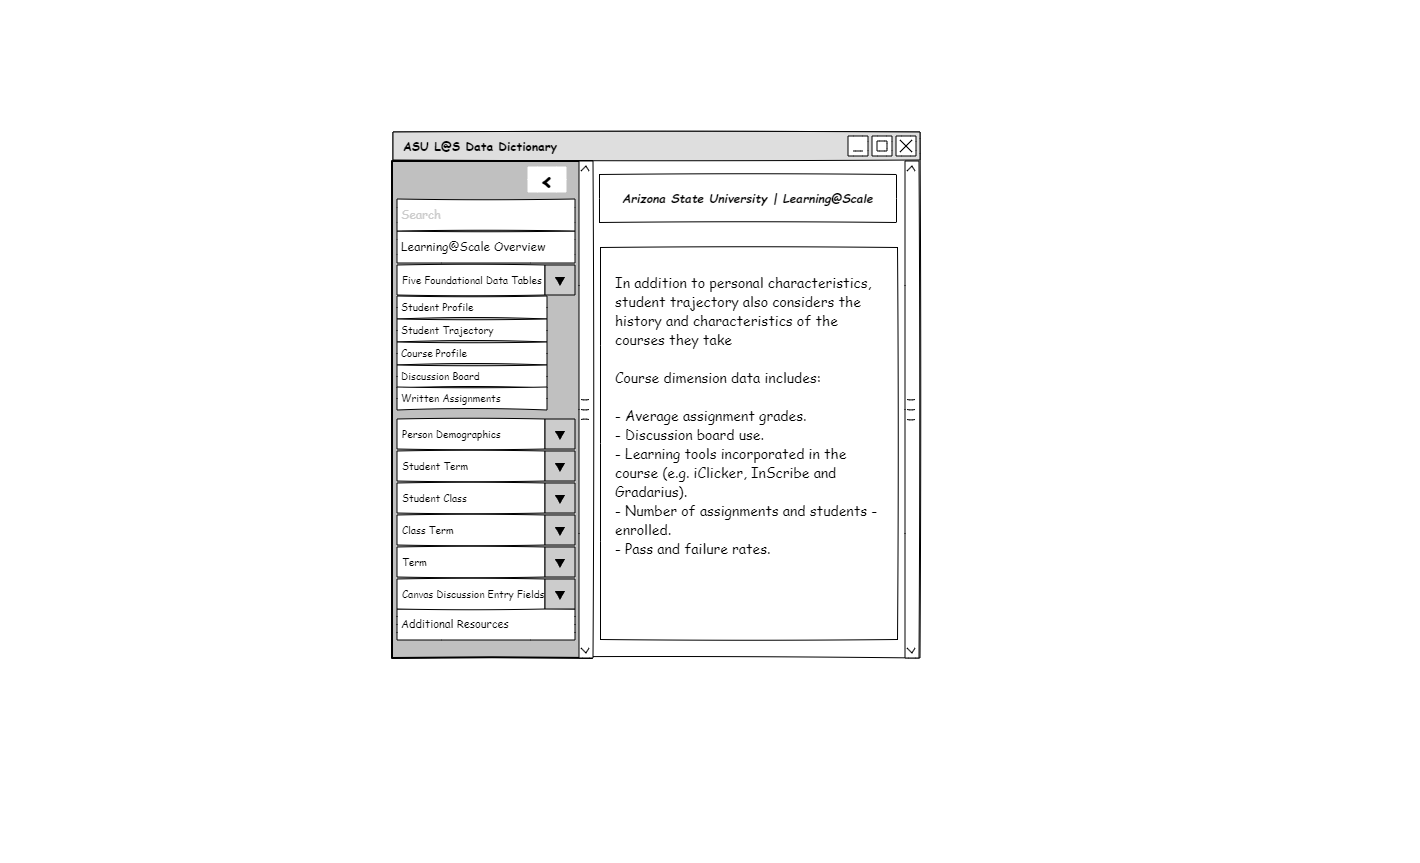 ASU L@S Data Dictionary
Search
Learning@Scale Overview
Five Foundational Data Tables
Student Profile
Student Trajectory
Course Profile
Discussion Board
Written Assignments
Person Demographics
Student Term
Student Class
Class Term
Term
Canvas Discussion Entry Fields
Additional Resources
Arizona State University | Learning@Scale
In addition to personal characteristics,
student trajectory also considers the
history and characteristics of the
courses they take
Course dimension data includes:
- Average assignment grades.
- Discussion board use.
- Learning tools incorporated in the
course (e.g. iClicker, InScribe and
Gradarius).
- Number of assignments and students -
enrolled.
- Pass and failure rates.